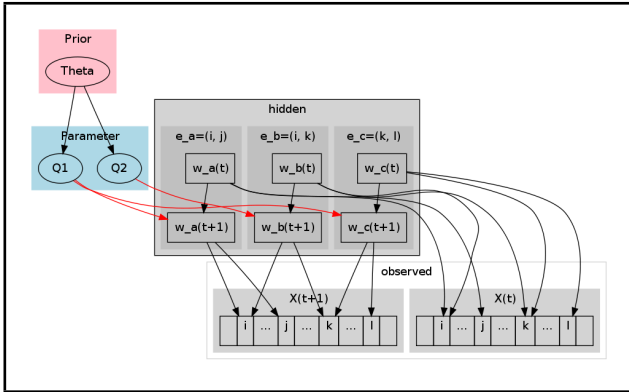 Prior
Theta
Parameter
Q1 Q2
hidden
e_a=(i, j) e_b=(i, k) e_c=(k, l)
w_a(t) w_b(t) w_c(t)
w_a(t+1) w_b(t+1) w_c(t+1)
observed
X(t+1) X(t)
i ... j ... k ... l i ... j ... k ... l